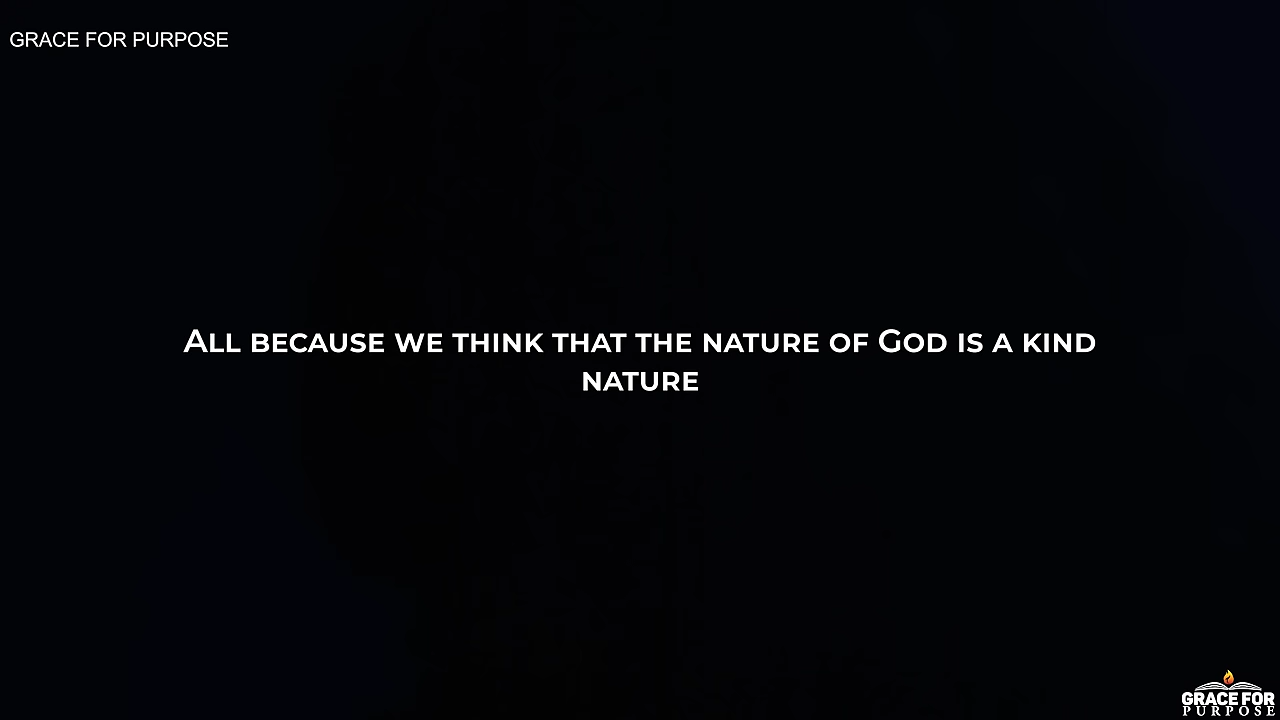 GRACE FOR PURPOSE
All because we think that the nature of God is a kind
nature
GRACE FOR
PURPOSE